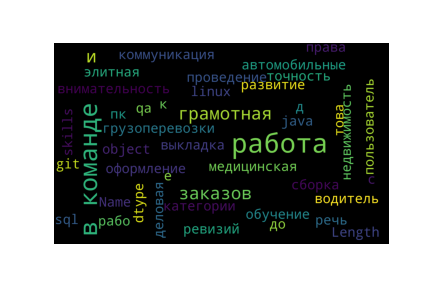 права
и
коммуникация
автомобильные
элитная
проведение
точность
внимательность
linux
развитие
skills
в команде
пк
qa
к
грамотная
д
java
това
недвижимость
пользователь
грузоперевозки
работа
git
object
выкладка
оформление
е
медицинская
с
dtype
деловая
заказов
сборка
водитель
Name
категории
sql
рабо
обучение
речь
до
ревизий
Length